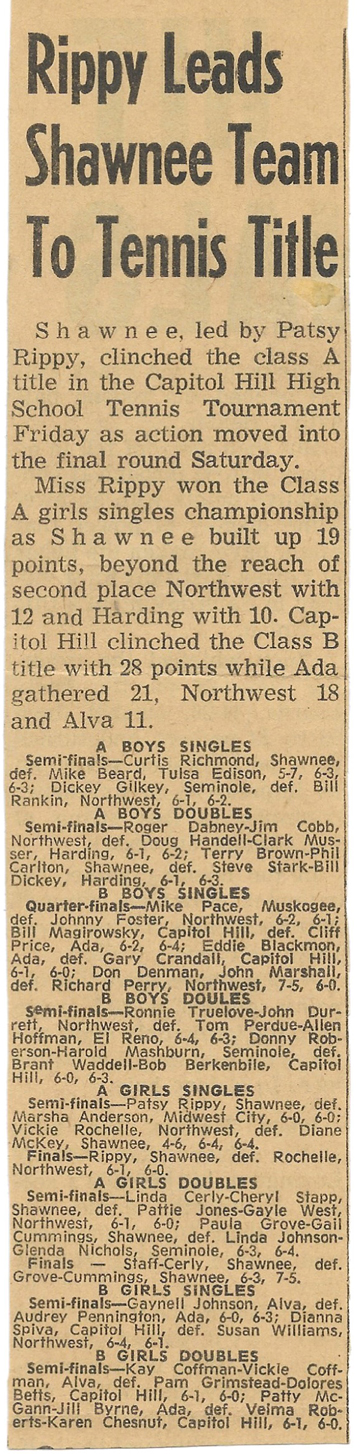 Rippy Leads
Shawnee Team
To Tennis Title
Shawnee, led by Patsy
Rippy, clinched the class A
title in the Capitol Hill High
School Tennis Tournament
Friday as action moved into
the final round Saturday.
Miss Rippy won the Class
A girls singles championship
as Shawnee built up 19
points, beyond the reach of
second place Northwest with
12 and Harding with 10. Cap-
itol Hill clinched the Class B
title with 28 points while Ada
gathered 21, Northwest 18
and Alva 11.
A BOYS SINGLES
Semi-finals—Curtis Richmond, Shawnee,
def. Mike Beard, Tulsa Edison, 5-7, 6-3,
6-3; Dickey Gilkey, Seminole, def. Bill
Rankin, Northwest, 6-1, 6-2.
A BOYS DOUBLES
Semi-finals—Roger Dabney-Jim Cobb,
Northwest, def. Doug Handell-Clark Mus-
ser, Harding, 6-1, 6-2; Terry Brown-Phil
Carlton, Shawnee, def. Steve Stark-Bill
Dickey, Harding, 6-1, 6-3.
B BOYS SINGLES
Quarter-finals—Mike Pace, Muskogee,
def. Johnny Foster, Northwest, 6-2, 6-1;
Bill Magirowsky, Capitol Hill, def. Cliff
Price, Ada, 6-2, 6-4; Eddie Blackmon,
Ada, def. Gary Crandall, Capitol Hill,
6-1, 6-0; Don Denman, John Marshall,
def. Richard Perry, Northwest, 7-5, 6-0.
B BOYS DOULES
Semi-finals—Ronnie Truelove-John Dur-
rett, Northwest, def. Tom Perdue-Allen
Hoffman, El Reno, 6-4, 6-3; Donny Rob-
erson-Harold Mashburn, Seminole, def.
Brant Waddell-Bob Berkenbile, Capitol
Hill, 6-0, 6-3.
A GIRLS SINGLES
Semi-finals—Patsy Rippy, Shawnee, def.
Marsha Anderson, Midwest City, 6-0, 6-0;
Vickie Rochelle, Northwest, def. Diane
McKey, Shawnee, 4-6, 6-4, 6-4.
Finals—Rippy, Shawnee, def. Rochelle,
Northwest, 6-1, 6-0.
A GIRLS DOUBLES
Semi-finals—Linda Cerly-Cheryl Stapp,
Shawnee, def. Pattie Jones-Gayle West,
Northwest, 6-1, 6-0; Paula Grove-Gail
Cummings, Shawnee, def. Linda Johnson-
Glenda Nichols, Seminole, 6-3, 6-4.
Finals — Staff-Cerly, Shawnee, def.
Grove-Cummings, Shawnee, 6-3, 7-5.
B GIRLS SINGLES
Semi-finals—Gaynell Johnson, Alva, def.
Audrey Pennington, Ada, 6-0, 6-3; Dianna
Spiva, Capitol Hill, def. Susan Williams,
Northwest, 6-4, 6-1.
B GIRLS DOUBLES
Semi-finals—Kay Coffman-Vickie Coff-
man, Alva, def. Pam Grimstead-Dolores
Betts, Capitol Hill, 6-1, 6-0; Patty Mc-
Gann-Jill Byrne, Ada, def. Velma Rob-
erts-Karen Chesnut, Capitol Hill, 6-1, 6-0.